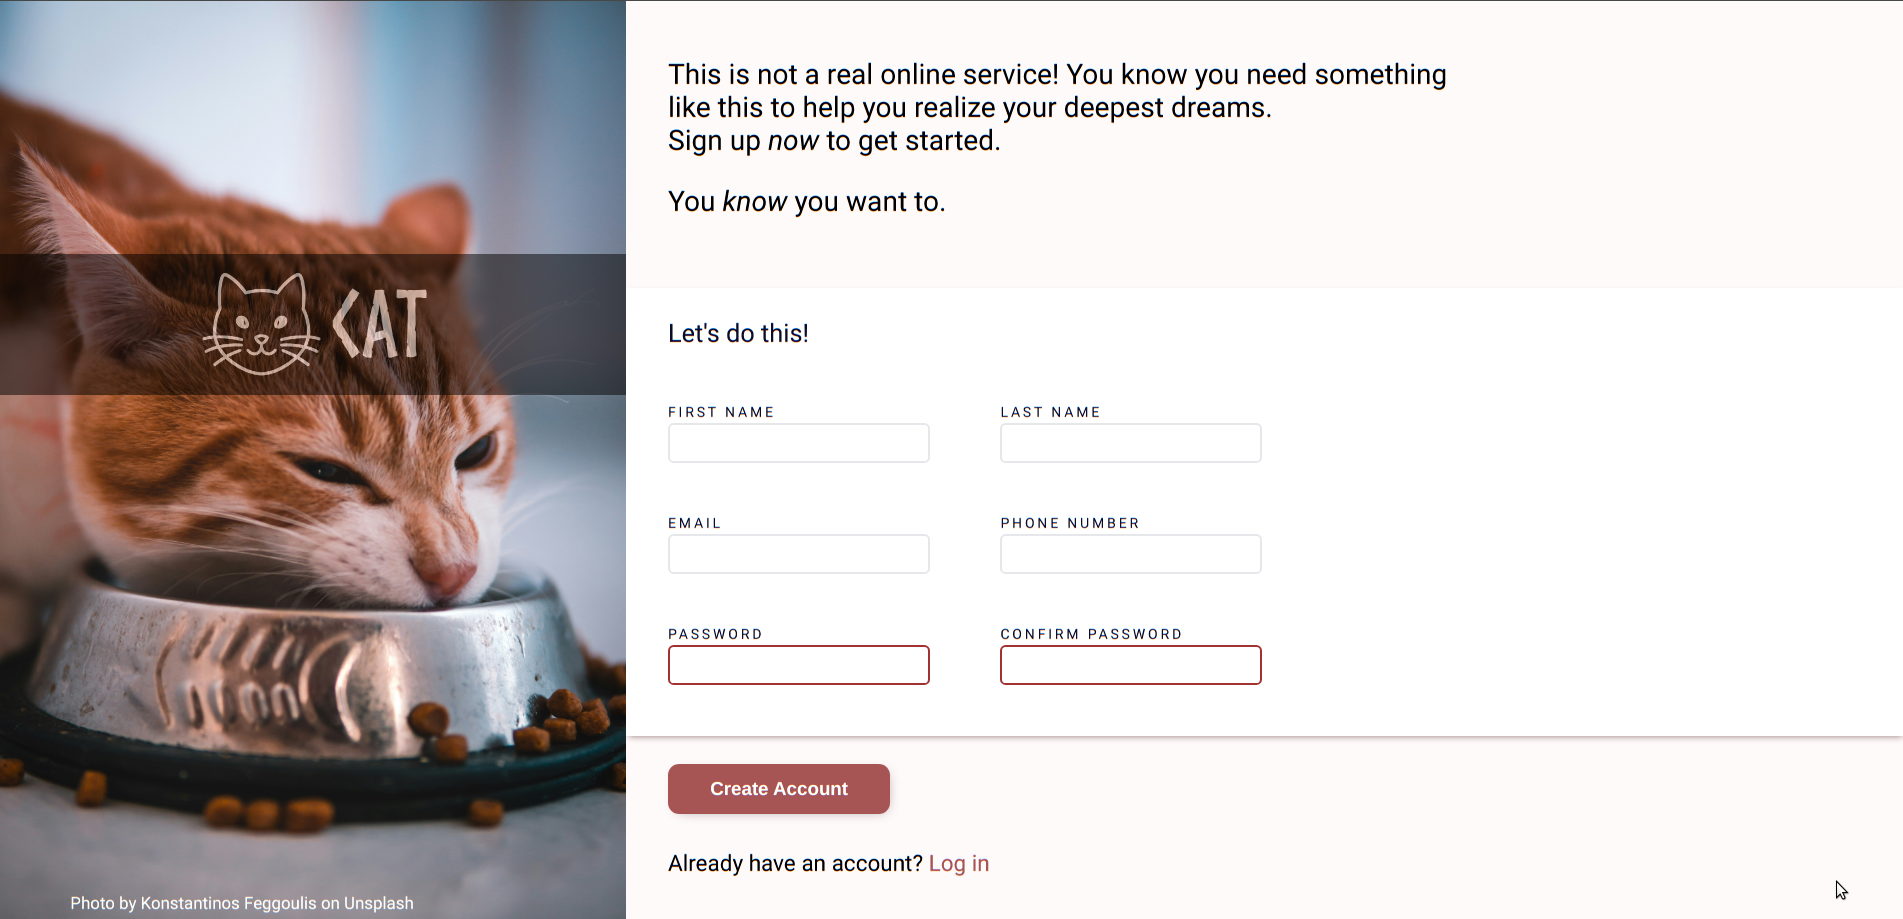 CAT
Photo by Konstantinos Feggoulis on Unsplash
This is not a real online service! You know you need something
like this to help you realize your deepest dreams.
Sign up now to get started.
You know you want to.
Let's do this!
FIRST NAME
LAST NAME
EMAIL
PHONE NUMBER
PASSWORD
CONFIRM PASSWORD
Create Account
Already have an account? Log in